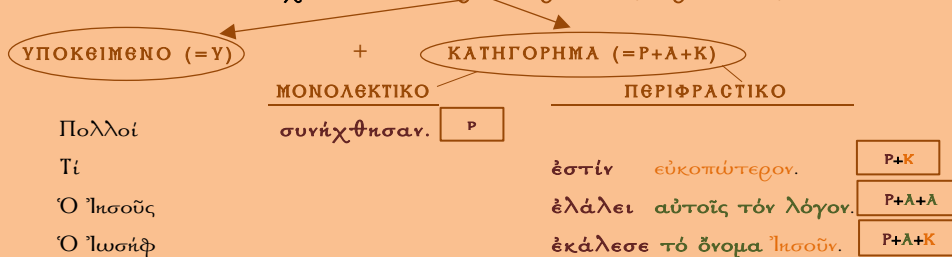 ΥΠΟΚΕΙΜΕΝΟ (=Υ) + ΚΑΤΗΓΟΡΗΜΑ (=Ρ+Α+Κ)
ΜΟΝΟΛΕΚΤΙΚΟ ΠΕΡΙΦΡΑΣΤΙΚΟ
Πολλοί συνήχθησαν. Ρ
Τί ἐστίν εὐκοπώτερον. Ρ+Κ
Ὁ Ἰησοῦς ἐλάλει αὐτοῖς τόν λόγον. Ρ+Α+Α
Ὁ Ἰωσήφ ἐκάλεσε τό ὄνομα Ἰησοῦν. Ρ+Α+Κ